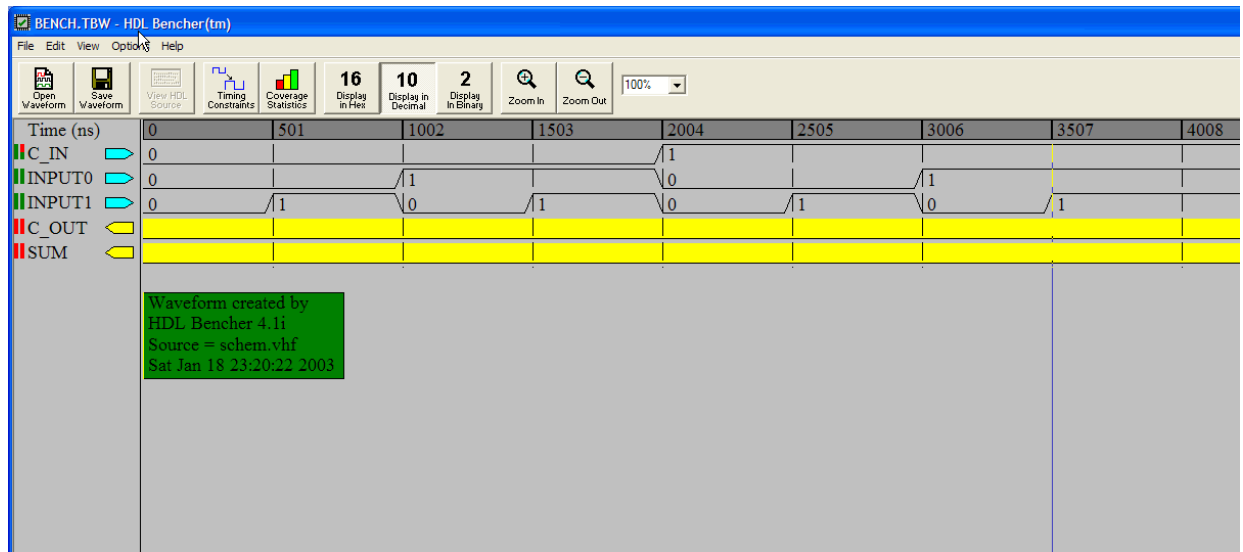 BENCH.TBW - HDL Bencher(tm)
File Edit View Options Help
Open Waveform
Save Waveform
View HDL Source
Timing Constraints
Coverage Statistics
16 Display in Hex
10 Display in Decimal
2 Display In Binary
Zoom In
Zoom Out
100%
Time (ns) 0 501 1002 1503 2004 2505 3006 3507 4008
C_IN 0 1
INPUT0 0 1 0 1
INPUT1 0 1 0 1 0 1 0 1
C_OUT
SUM
Waveform created by
HDL Bencher 4.1i
Source = schem.vhf
Sat Jan 18 23:20:22 2003